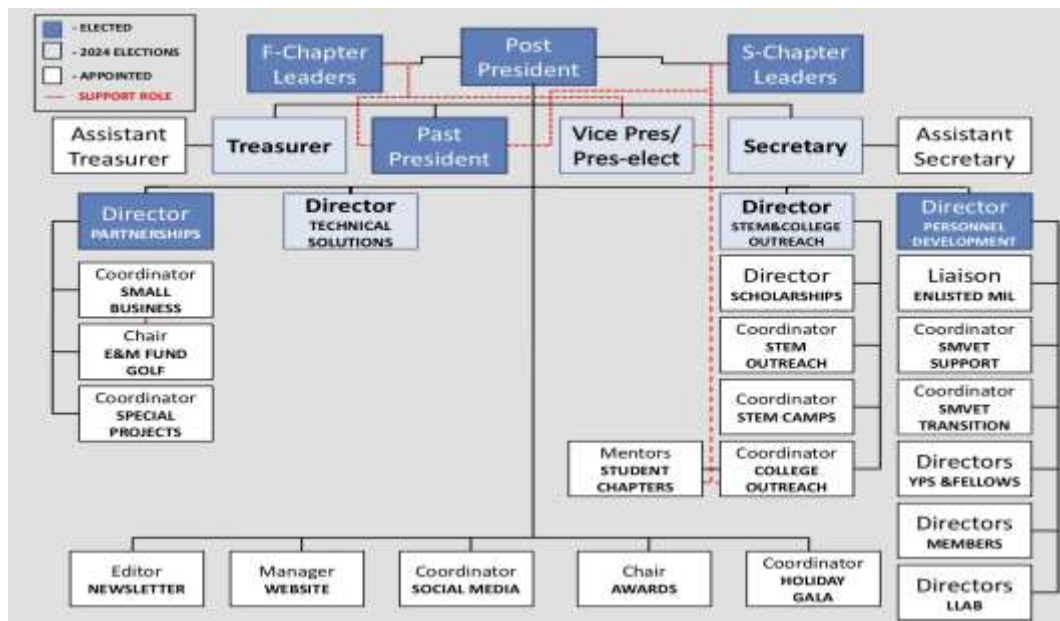 - ELECTED
- 2024 ELECTIONS
- APPOINTED
- SUPPORT ROLE
F-Chapter
Leaders
Post
President
S-Chapter
Leaders
Assistant
Treasurer
Treasurer
Past
President
Vice Pres/
Pres-elect
Secretary
Assistant
Secretary
Director
PARTNERSHIPS
Director
TECHNICAL
SOLUTIONS
Director
STEM&COLLEGE
OUTREACH
Director
PERSONNEL
DEVELOPMENT
Coordinator
SMALL
BUSINESS
Chair
E&M FUND
GOLF
Coordinator
SPECIAL
PROJECTS
Director
SCHOLARSHIPS
Coordinator
STEM
OUTREACH
Coordinator
STEM CAMPS
Mentors
STUDENT
CHAPTERS
Coordinator
COLLEGE
OUTREACH
Liaison
ENLISTED MIL
Coordinator
SMVET
SUPPORT
Coordinator
SMVET
TRANSITION
Directors
YPS &FELLOWS
Directors
MEMBERS
Directors
LLAB
Editor
NEWSLETTER
Manager
WEBSITE
Coordinator
SOCIAL MEDIA
Chair
AWARDS
Coordinator
HOLIDAY
GALA